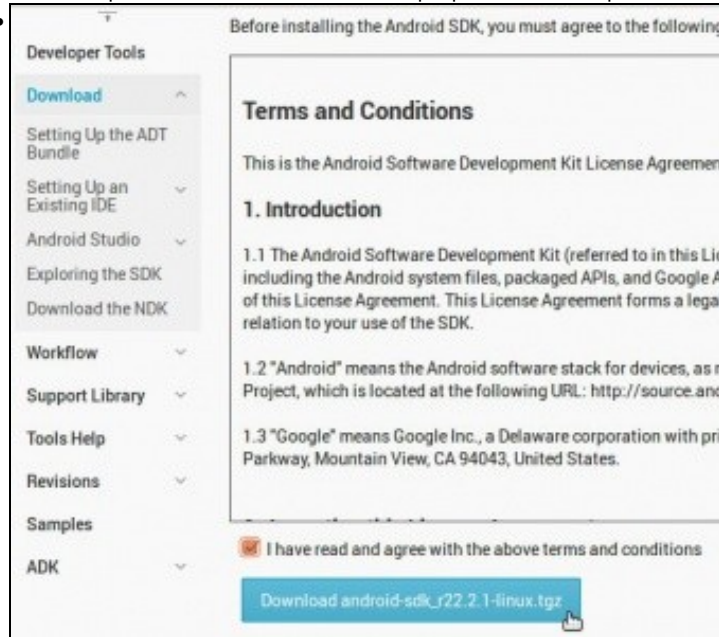 Developer Tools
Download
Setting Up the ADT
Bundle
Setting Up an
Existing IDE
Android Studio
Exploring the SDK
Download the NDK
Workflow
Support Library
Tools Help
Revisions
Samples
ADK
Before installing the Android SDK, you must agree to the following
Terms and Conditions
This is the Android Software Development Kit License Agreemen
1. Introduction
1.1 The Android Software Development Kit (referred to in this Lic
including the Android system files, packaged APIs, and Google A
of this License Agreement. This License Agreement forms a lega
relation to your use of the SDK.
1.2 "Android" means the Android software stack for devices, as
Project, which is located at the following URL: http://source.and
1.3 "Google" means Google Inc., a Delaware corporation with pri
Parkway, Mountain View, CA 94043, United States.
I have read and agree with the above terms and conditions
Download android-sdk_r22.2.1-linux.tgz